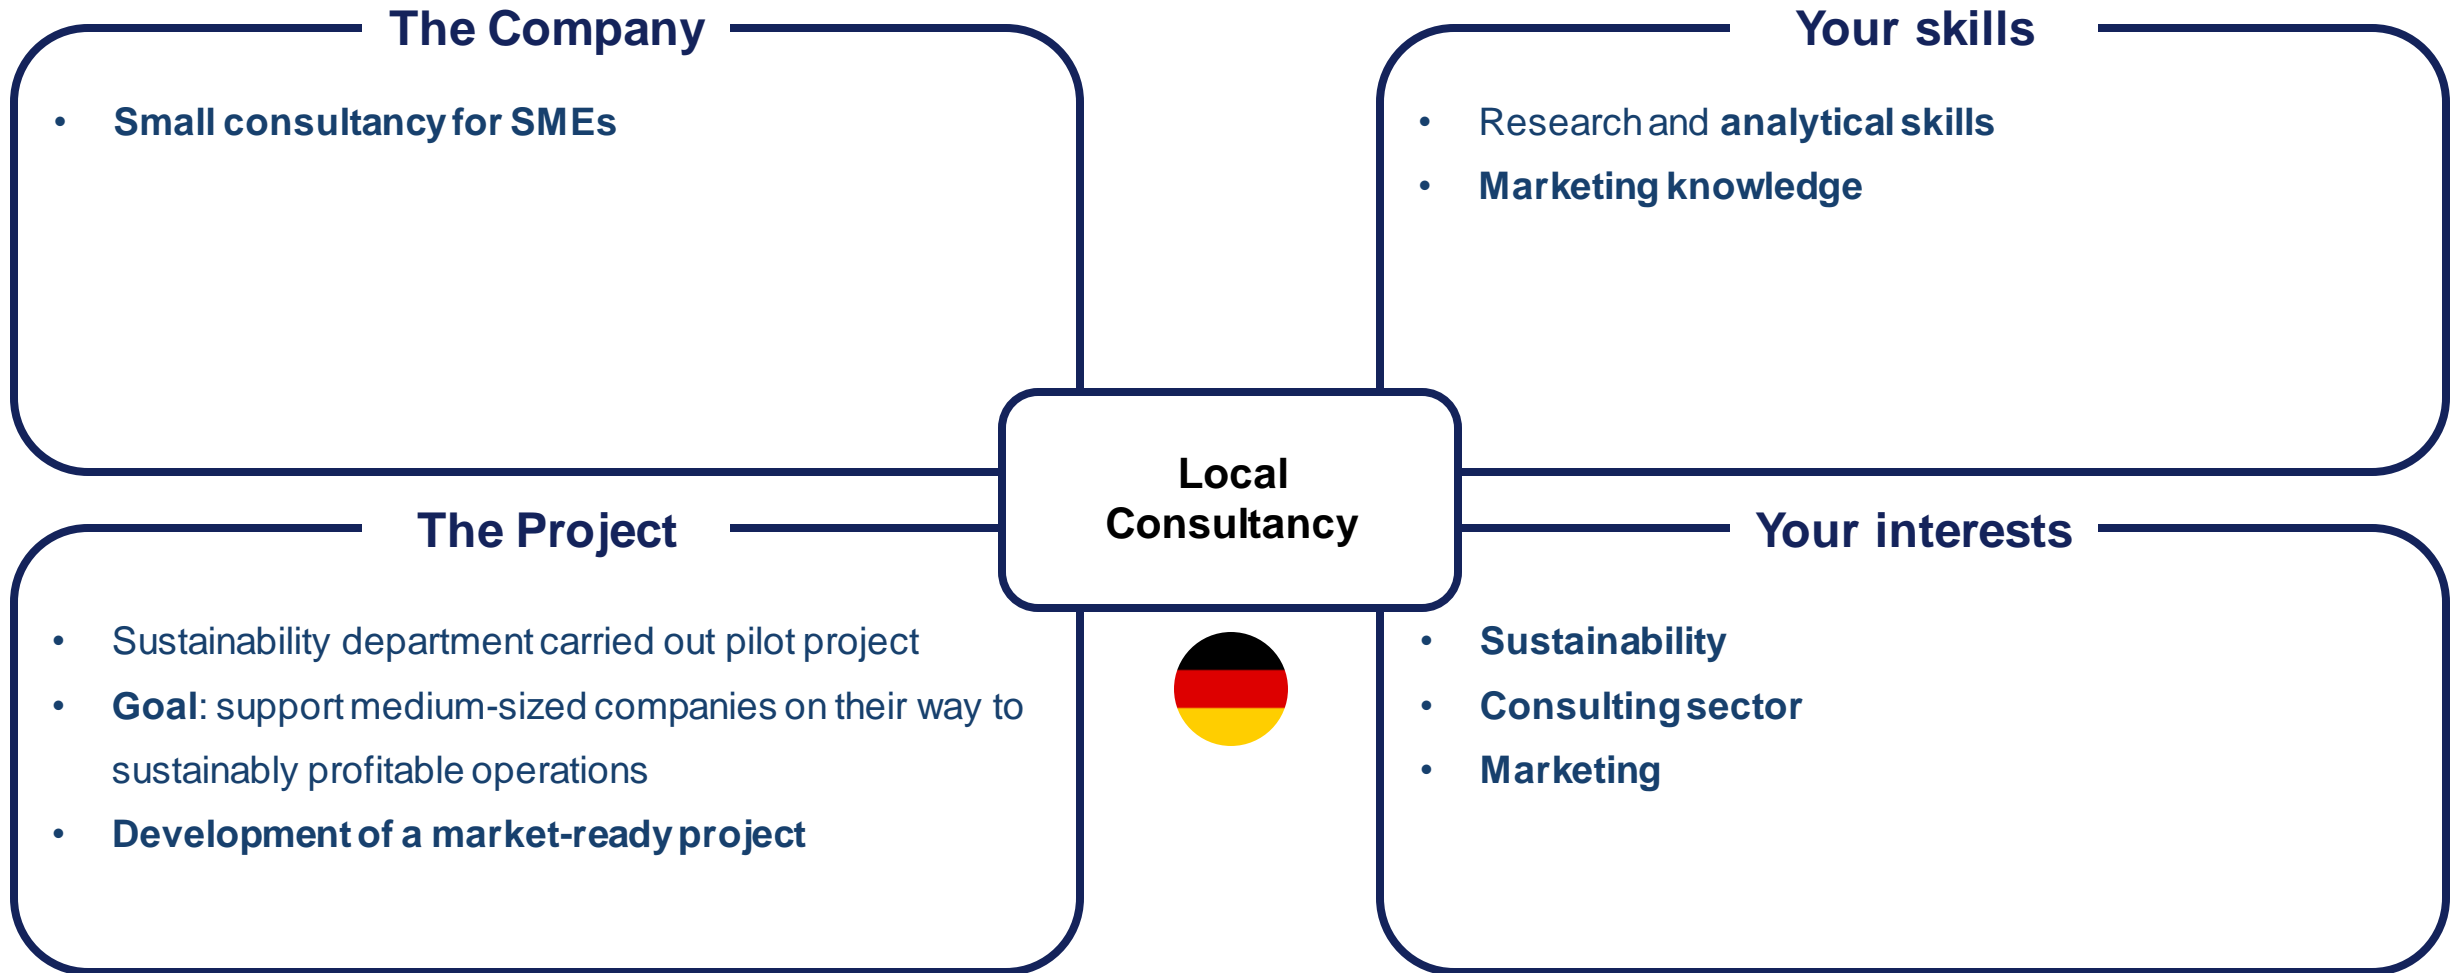 The Company
• Small consultancy for SMEs
Your skills
• Research and analytical skills
• Marketing knowledge
Local
Consultancy
The Project
• Sustainability department carried out pilot project
• Goal: support medium-sized companies on their way to
sustainably profitable operations
• Development of a market-ready project
Your interests
• Sustainability
• Consulting sector
• Marketing